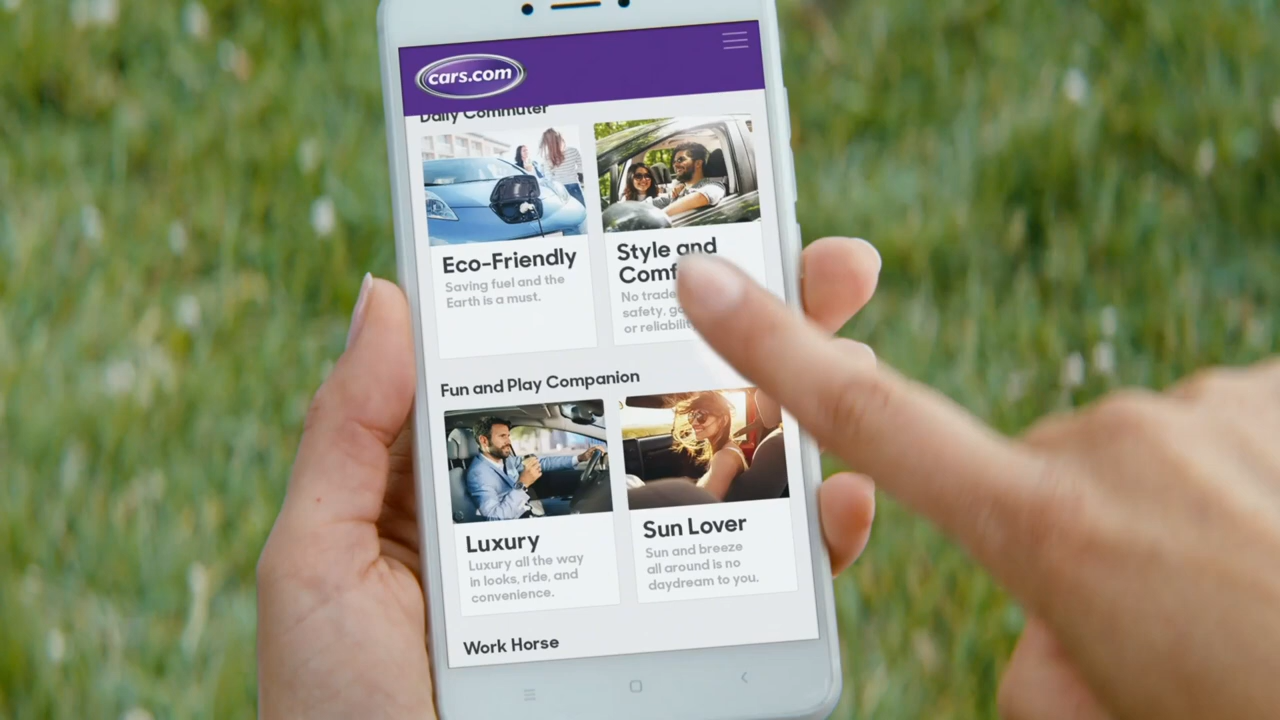 cars.com
Daily Commuter
Eco-Friendly
Saving fuel and the
Earth is a must.
Style and
No trade
safety,
or
Fun and Play Companion
Luxury
Luxury all the way
in looks, ride, and
convenience.
Sun Lover
Sun and breeze
all around is no
daydream to you.
Work Horse